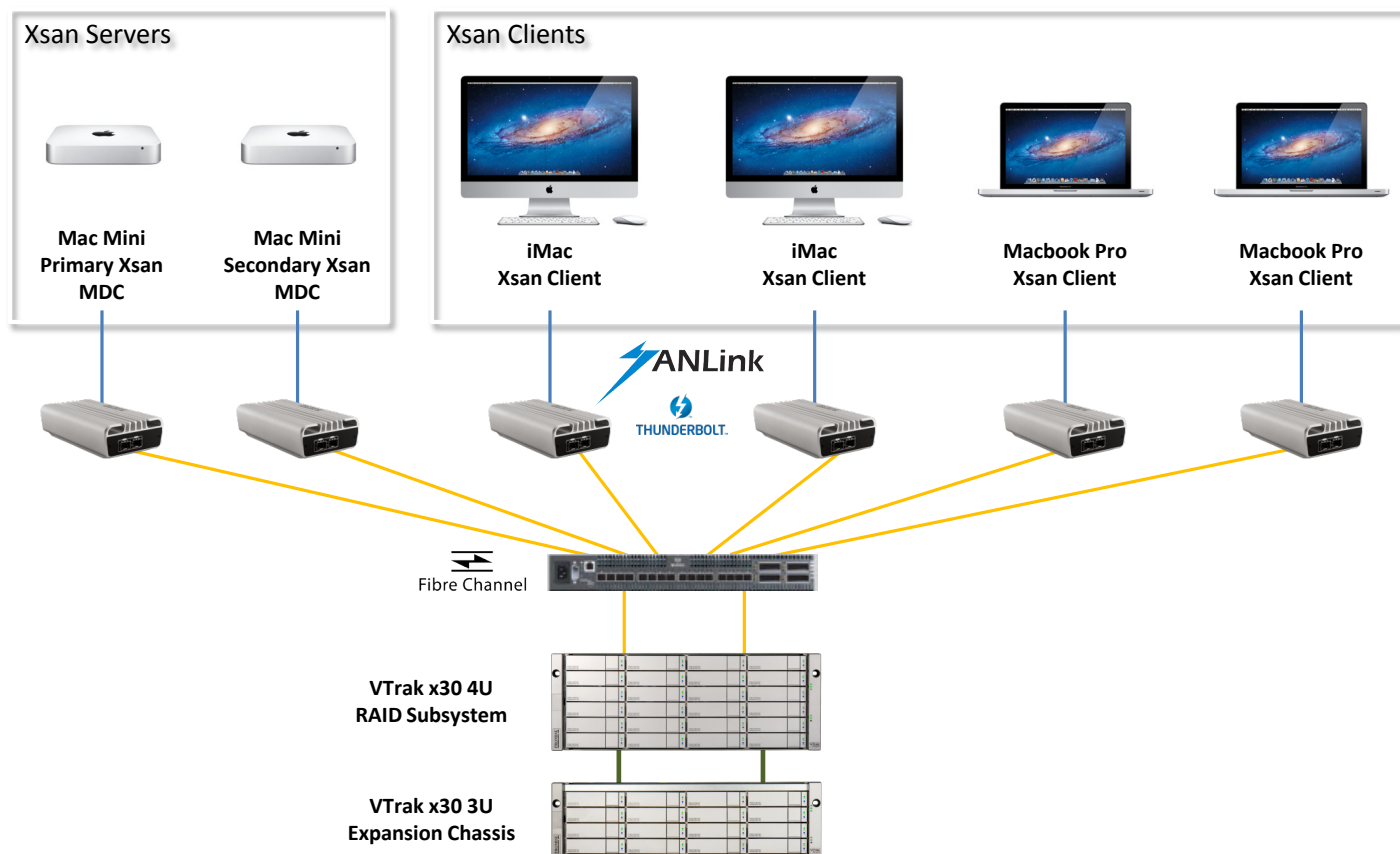 Xsan Servers
Xsan Clients
Mac Mini
Primary Xsan
MDC
Mac Mini
Secondary Xsan
MDC
iMac
Xsan Client
iMac
Xsan Client
Macbook Pro
Xsan Client
Macbook Pro
Xsan Client
ANLink
THUNDERBOLT™
Fibre Channel
VTrak x30 4U
RAID Subsystem
VTrak x30 3U
Expansion Chassis